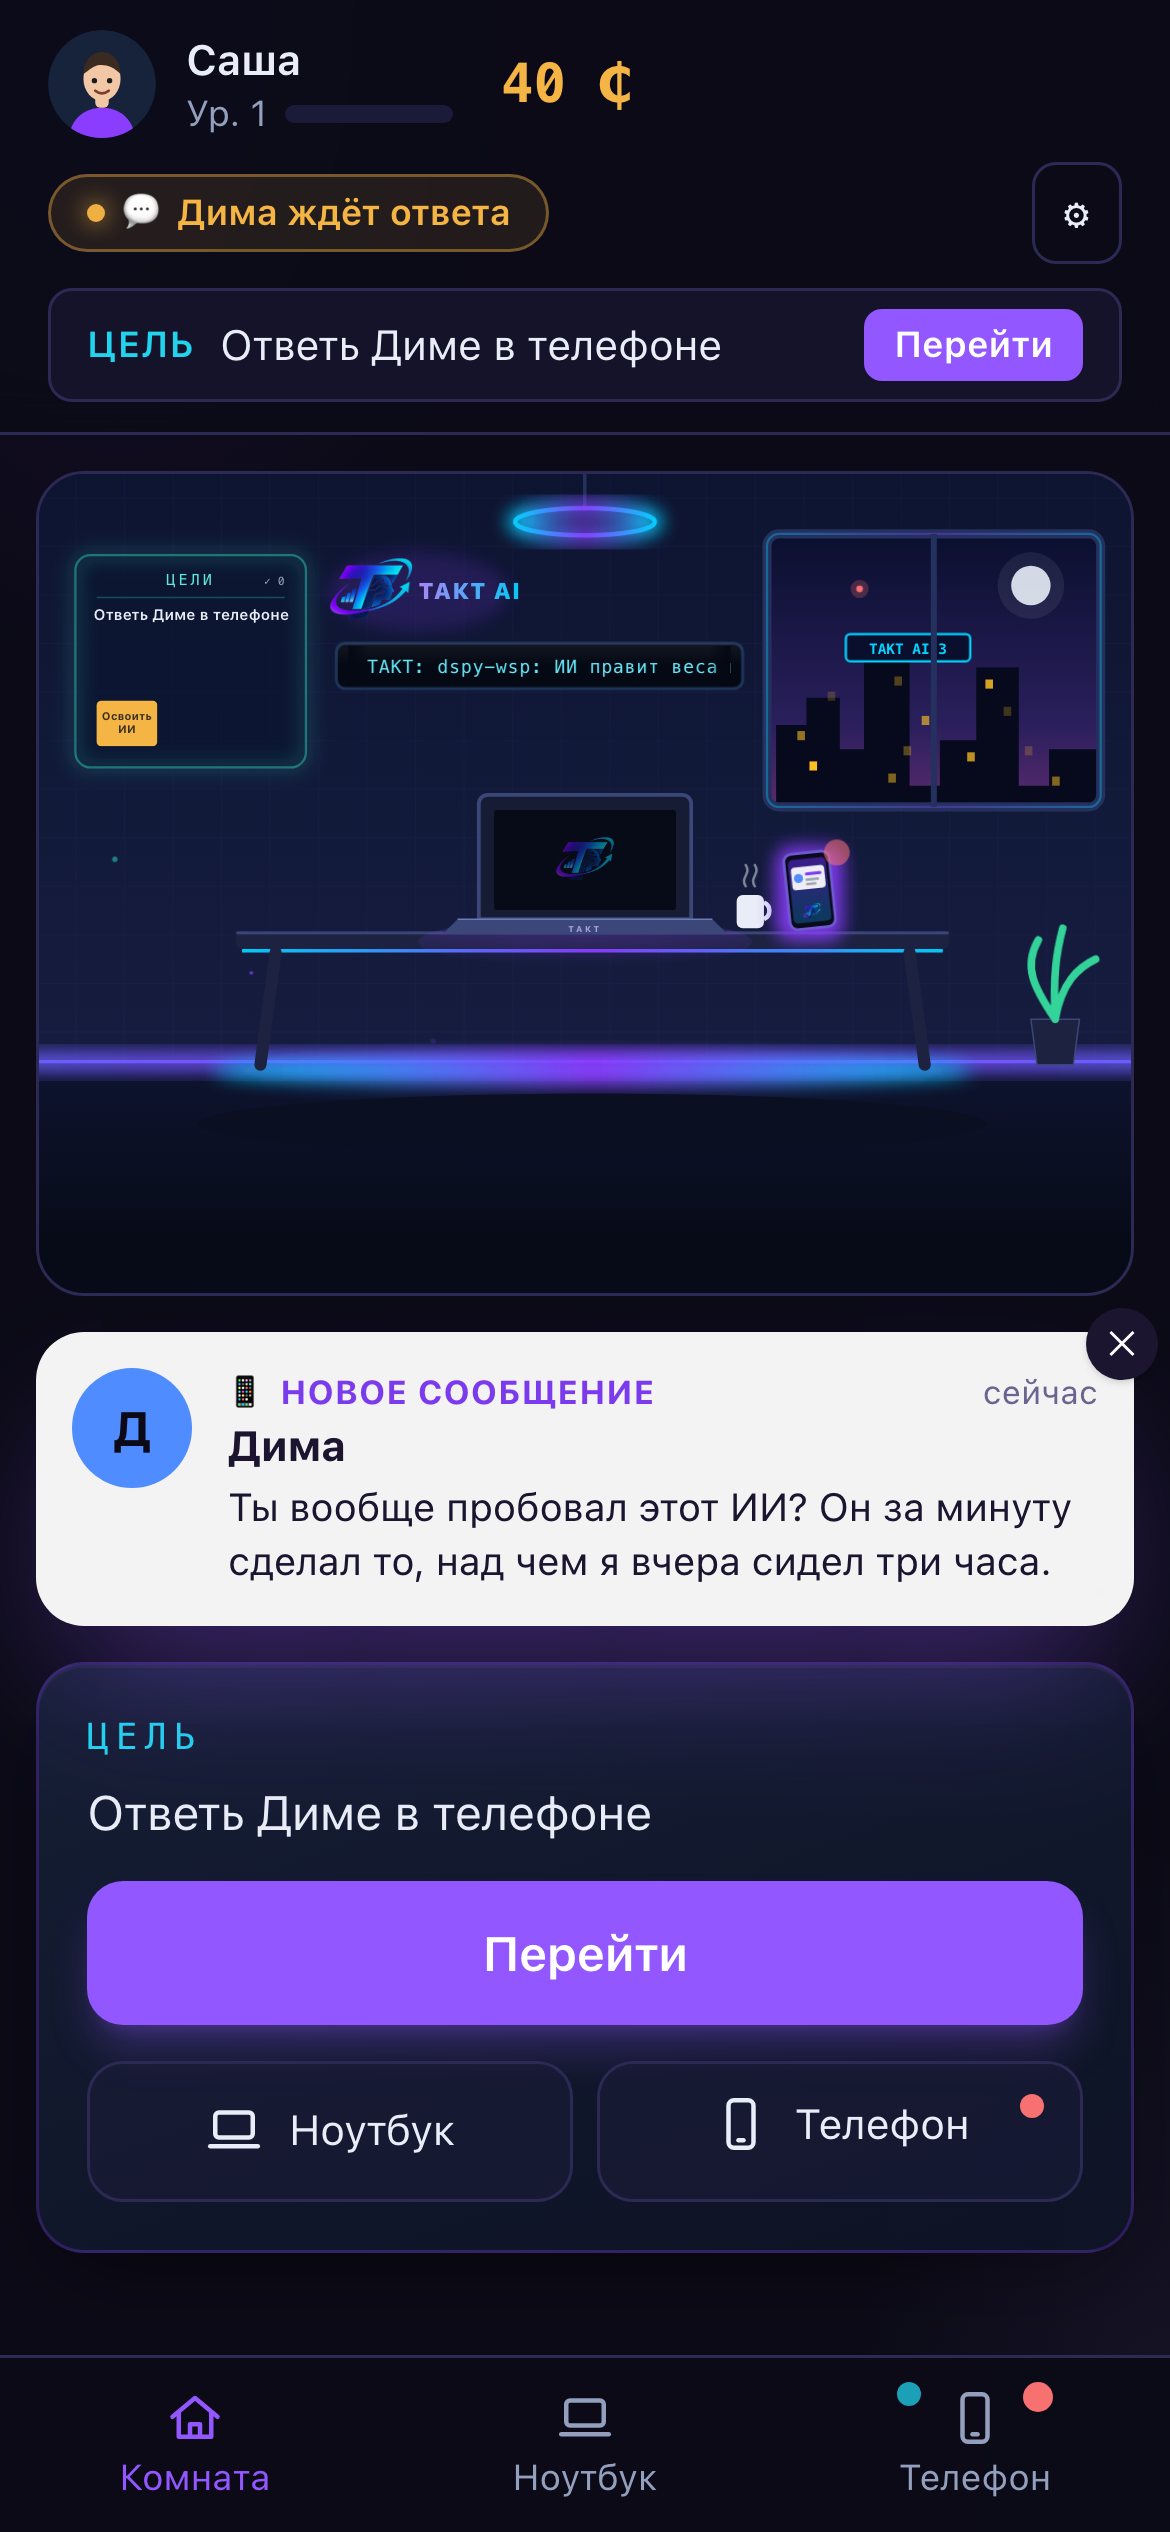 Саша
Ур. 1
40 ¢
Дима ждёт ответа
ЦЕЛЬ Ответь Диме в телефоне Перейти
ЦЕЛИ ✓ 0
Ответь Диме в телефоне
Освоить
ИИ
TAKT AI
ТАКТ: dspy-wsp: ИИ правит веса
TAKT AI 3
TAKT
НОВОЕ СООБЩЕНИЕ сейчас
Д
Дима
Ты вообще пробовал этот ИИ? Он за минуту
сделал то, над чем я вчера сидел три часа.
ЦЕЛЬ
Ответь Диме в телефоне
Перейти
Ноутбук Телефон
Комната Ноутбук Телефон